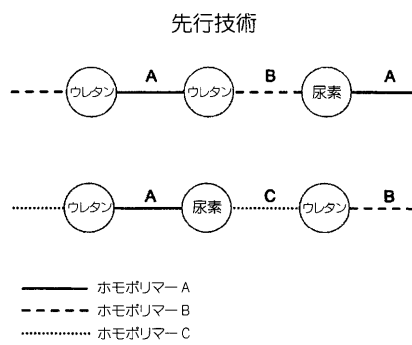 先行技術
A B A
ウレタン ウレタン 尿素
A C B
ウレタン 尿素 ウレタン
ホモポリマー A
ホモポリマー B
ホモポリマー C